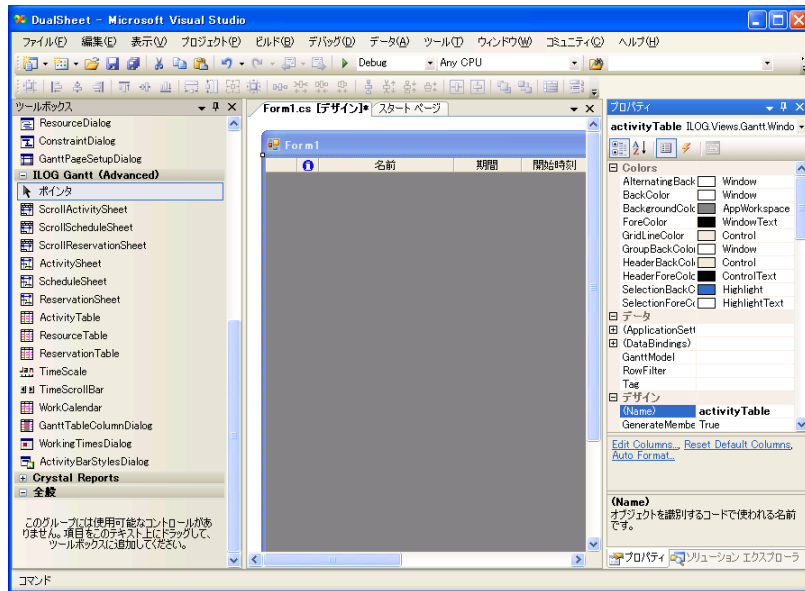 DualSheet - Microsoft Visual Studio
ファイル(F) 編集(E) 表示(V) プロジェクト(P) ビルド(B) デバッグ(D) データ(A) ツール(T) ウィンドウ(W) コミュニティ(C) ヘルプ(H)
Debug Any CPU
ツールボックス
ResourceDialog
ConstraintDialog
GanttPageSetupDialog
ILOG Gantt (Advanced)
ポインタ
ScrollActivitySheet
ScrollScheduleSheet
ScrollReservationSheet
ActivitySheet
ScheduleSheet
ReservationSheet
ActivityTable
ResourceTable
ReservationTable
TimeScale
TimeScrollBar
WorkCalendar
GanttTableColumnDialog
WorkingTimesDialog
ActivityBarStylesDialog
Crystal Reports
全般
このグループには使用可能なコントロールがあ
りません。項目をこのテキスト上にドラッグして、
ツールボックスに追加してください。
Form1.cs [デザイン]* スタート ページ
Form1
名前 期間 開始時刻
プロパティ
activityTable ILOG.Views.Gantt.Windo
Colors
AlternatingBack Window
BackColor Window
BackgroundColo AppWorkspace
ForeColor WindowText
GridLineColor Control
GroupBackColo Window
HeaderBackColo Control
HeaderForeColo ControlText
SelectionBackC Highlight
SelectionForeCo HighlightText
データ
(ApplicationSett
(DataBindings)
GanttModel
RowFilter
Tag
デザイン
(Name) activityTable
GenerateMembe True
Edit Columns..., Reset Default Columns,
Auto Format...
(Name)
オブジェクトを識別するコードで使われる名前
です。
プロパティ ソリューション エクスプローラ
コマンド